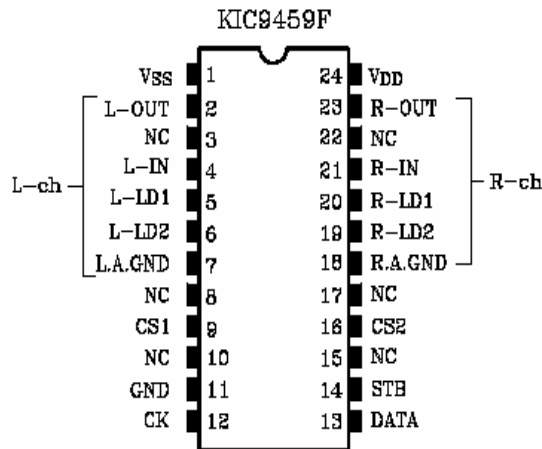 KIC9459F
VSS 1 24 VDD
L-OUT 2 23 R-OUT
NC 3 22 NC
L-IN 4 21 R-IN
L-ch R-ch
L-LD1 5 20 R-LD1
L-LD2 6 19 R-LD2
L.A.GND 7 18 R.A.GND
NC 8 17 NC
CS1 9 16 CS2
NC 10 15 NC
GND 11 14 STB
CK 12 13 DATA